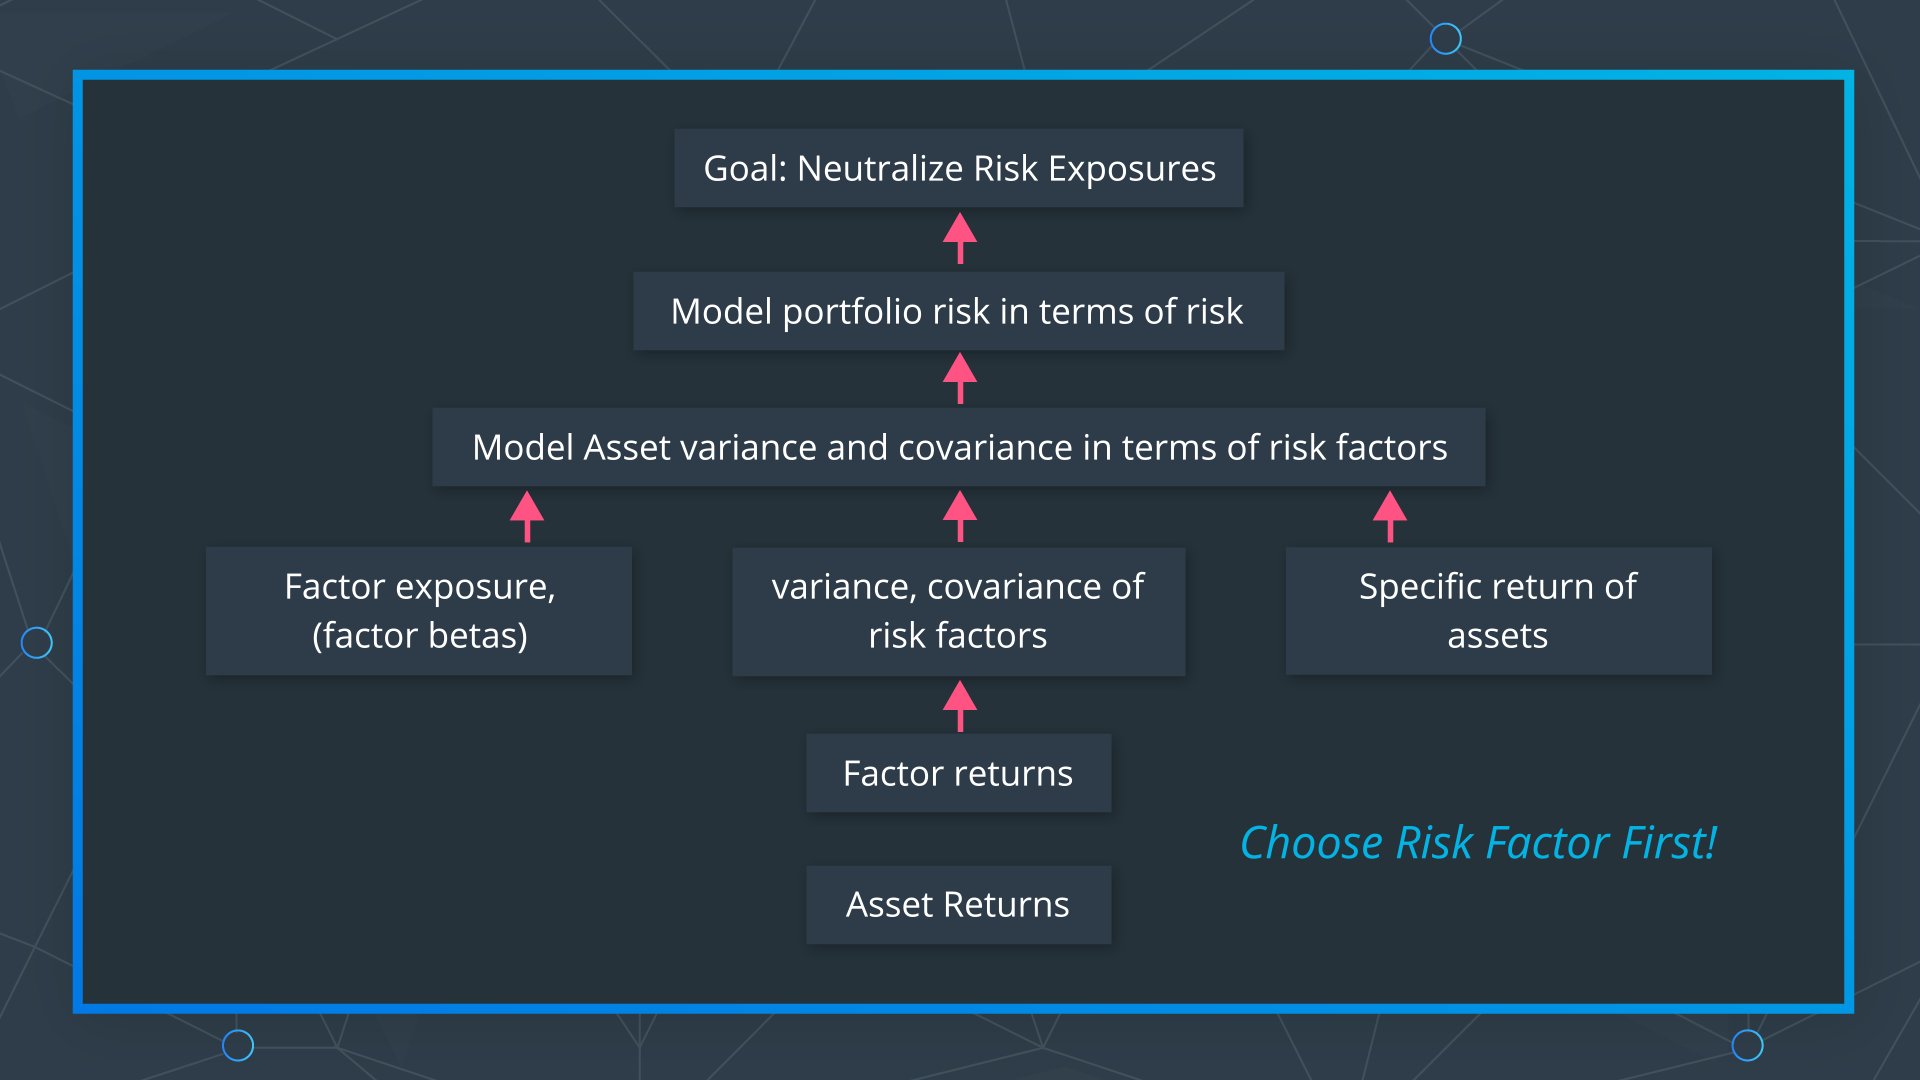 Goal: Neutralize Risk Exposures
Model portfolio risk in terms of risk
Model Asset variance and covariance in terms of risk factors
Factor exposure,
(factor betas)
variance, covariance of
risk factors
Specific return of
assets
Factor returns
Choose Risk Factor First!
Asset Returns